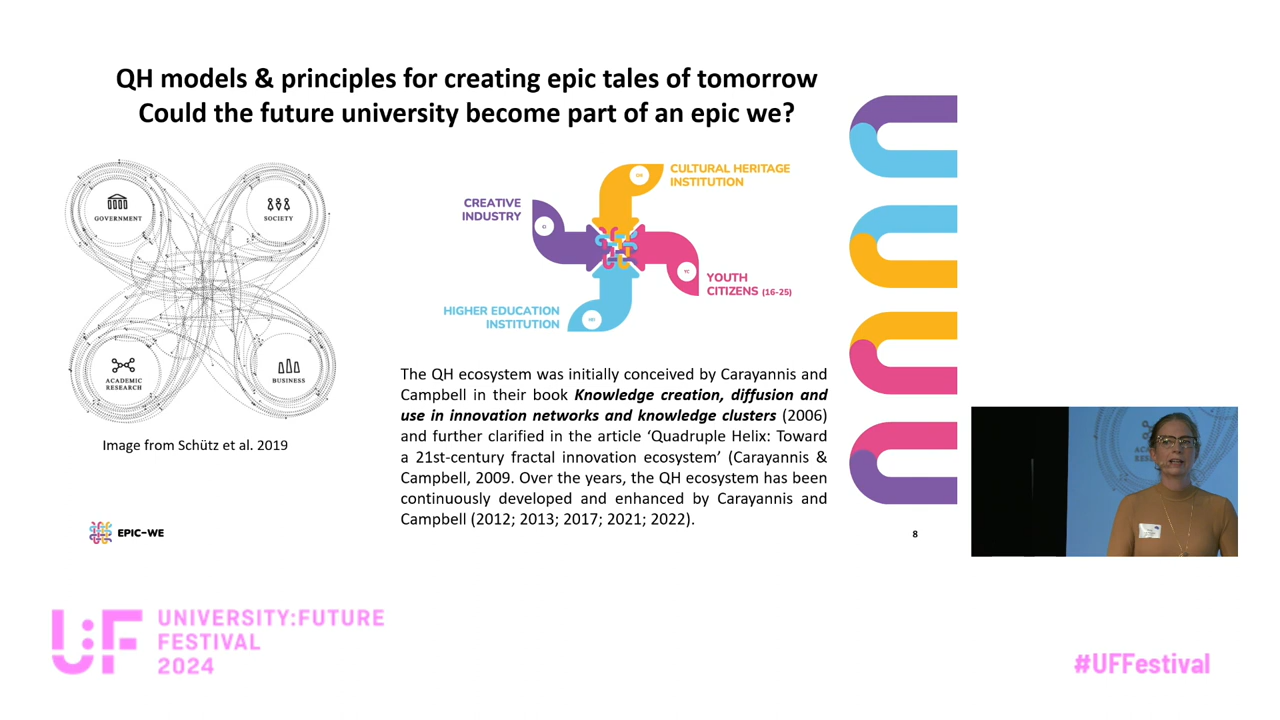 QH models & principles for creating epic tales of tomorrow
Could the future university become part of an epic we?
GOVERNMENT
SOCIETY
ACADEMIC
RESEARCH
BUSINESS
Image from Schütz et al. 2019
CULTURAL HERITAGE
INSTITUTION
CREATIVE
INDUSTRY
YOUTH
CITIZENS (16-25)
HIGHER EDUCATION
INSTITUTION
The QH ecosystem was initially conceived by Carayannis and
Campbell in their book Knowledge creation, diffusion and
use in innovation networks and knowledge clusters (2006)
and further clarified in the article ‘Quadruple Helix: Toward
a 21st-century fractal innovation ecosystem’ (Carayannis &
Campbell, 2009. Over the years, the QH ecosystem has been
continuously developed and enhanced by Carayannis and
Campbell (2012; 2013; 2017; 2021; 2022).
EPIC-WE
8
U:F
UNIVERSITY:FUTURE
FESTIVAL
2024
#UFFestival